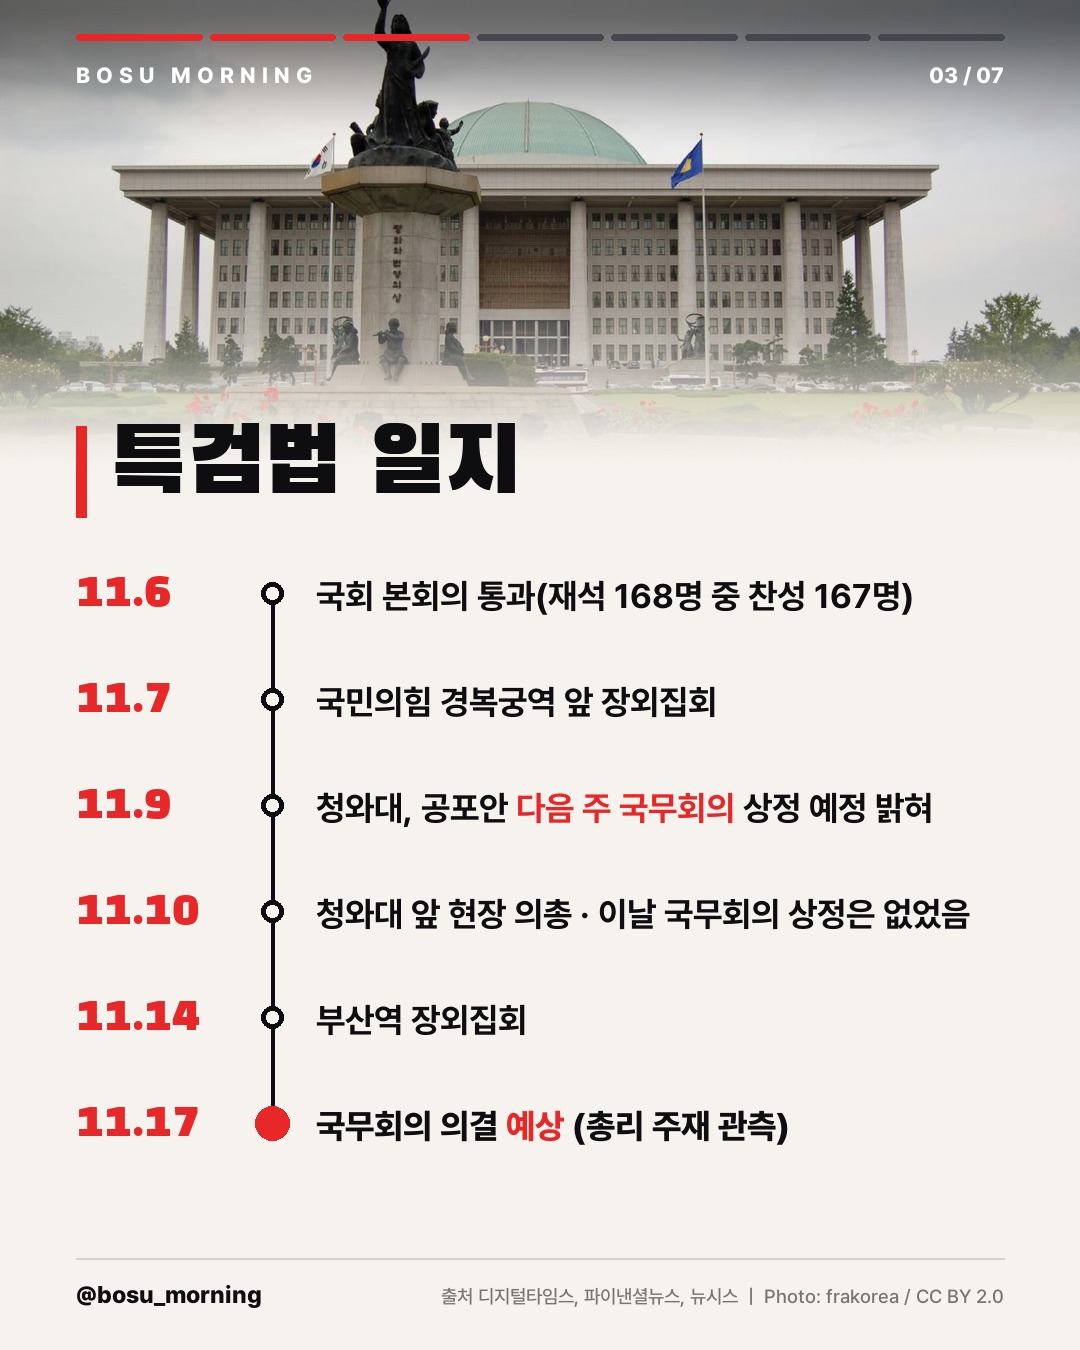 BOSU MORNING
03 / 07
평화와 번영의 상
특검법 일지
11.6
국회 본회의 통과(재석 168명 중 찬성 167명)
11.7
국민의힘 경복궁역 앞 장외집회
11.9
청와대, 공포안 다음 주 국무회의 상정 예정 밝혀
11.10
청와대 앞 현장 의총 · 이날 국무회의 상정은 없었음
11.14
부산역 장외집회
11.17
국무회의 의결 예상 (총리 주재 관측)
@bosu_morning
출처 디지털타임스, 파이낸셜뉴스, 뉴시스 | Photo: frakorea / CC BY 2.0